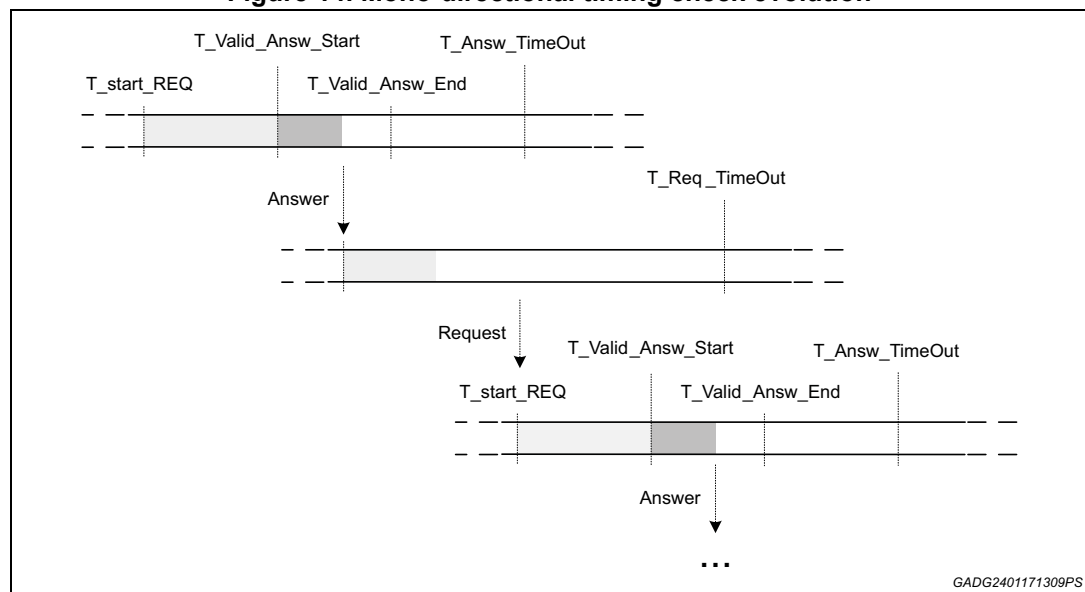 Figure Mono-directional timing check evolution
T_Valid_Answ_Start T_Answ_TimeOut
T_start_REQ T_Valid_Answ_End
T_Req_TimeOut
Answer
Request
T_Valid_Answ_Start T_Answ_TimeOut
T_start_REQ T_Valid_Answ_End
Answer
...
GADG2401171309PS